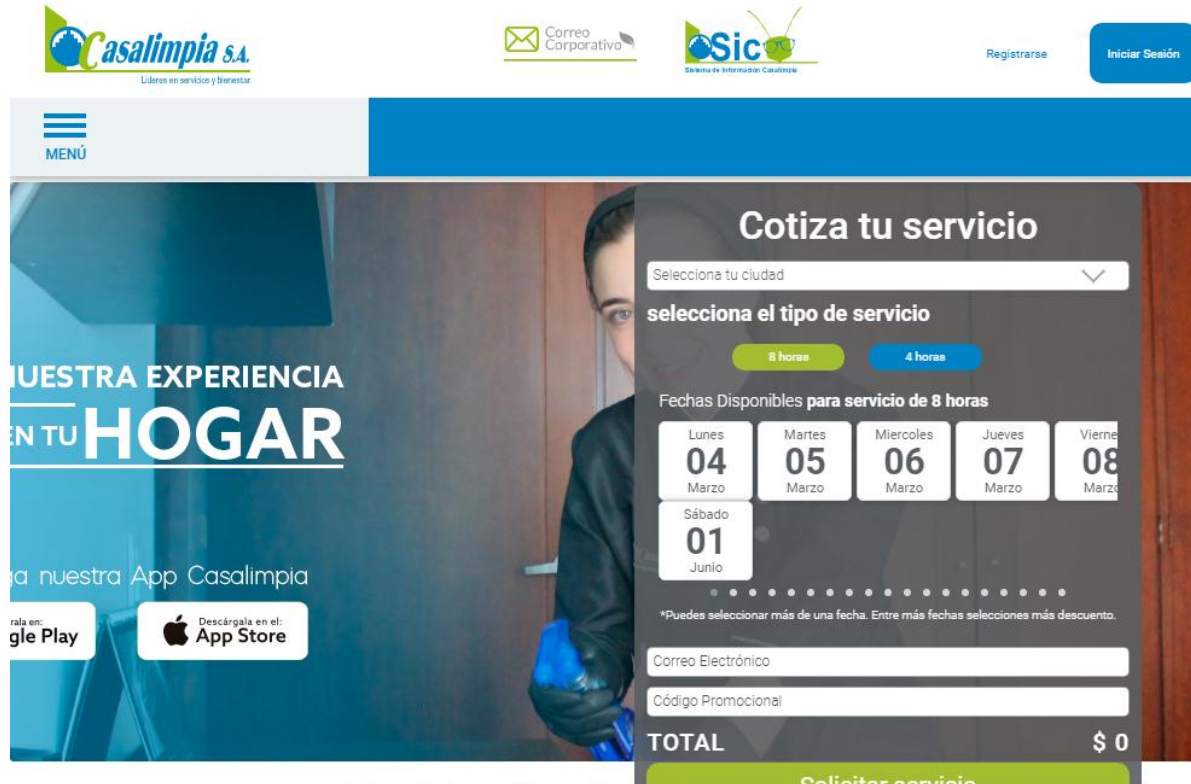 Casalimpia S.A.
Líderes en servicios y bienestar
Correo
Corporativo
Sic
Sistema de Información Casalimpia
Registrarse
Iniciar Sesión
MENÚ
NUESTRA EXPERIENCIA
EN TU HOGAR
ga nuestra App Casalimpia
rala en:
gle Play
Descárgala en el:
App Store
Cotiza tu servicio
Selecciona tu ciudad
selecciona el tipo de servicio
8 horas 4 horas
Fechas Disponibles para servicio de 8 horas
Lunes Martes Miercoles Jueves Vierne
04 05 06 07 08
Marzo Marzo Marzo Marzo Marzo
Sábado
01
Junio
*Puedes seleccionar más de una fecha. Entre más fechas selecciones más descuento.
Correo Electrónico
Código Promocional
TOTAL $ 0
Solicitar servicio